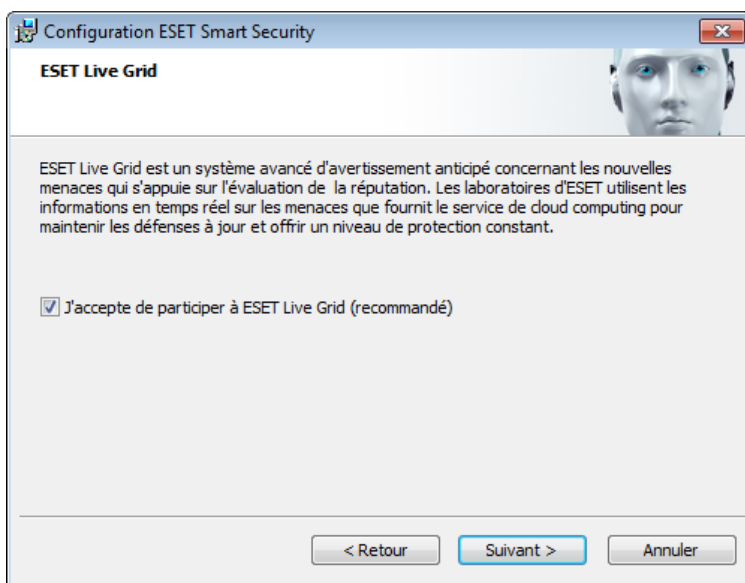 Configuration ESET Smart Security
ESET Live Grid
ESET Live Grid est un système avancé d'avertissement anticipé concernant les nouvelles
menaces qui s'appuie sur l'évaluation de la réputation. Les laboratoires d'ESET utilisent les
informations en temps réel sur les menaces que fournit le service de cloud computing pour
maintenir les défenses à jour et offrir un niveau de protection constant.
J'accepte de participer à ESET Live Grid (recommandé)
< Retour
Suivant >
Annuler